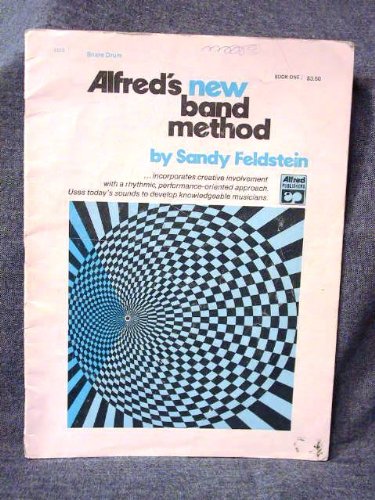 Snare Drum
BOOK ONE / $3.50
Alfred's new
band
method
by Sandy Feldstein
...incorporates creative involvement
with a rhythmic, performance-oriented approach.
Uses today's sounds to develop knowledgeable musicians.
Alfred
PUBLISHERS